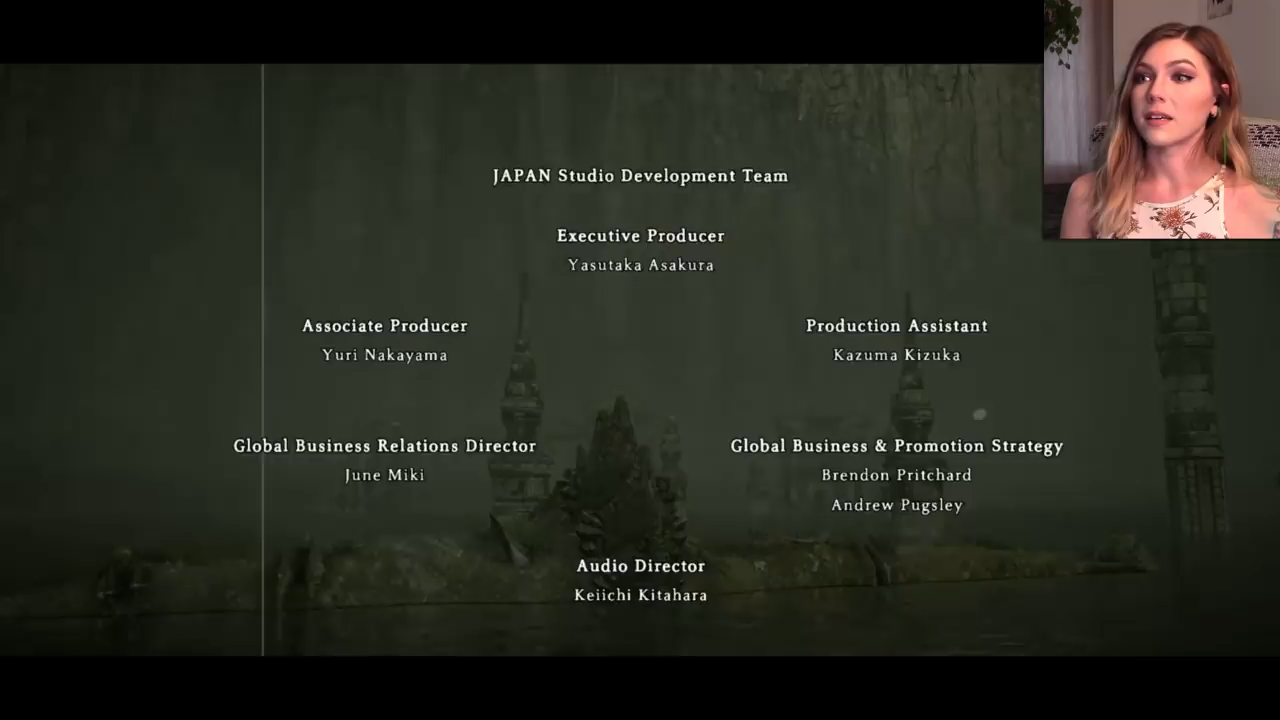 JAPAN Studio Development Team
Executive Producer
Yasutaka Asakura
Associate Producer
Yuri Nakayama
Production Assistant
Kazuma Kizuka
Global Business Relations Director
June Miki
Global Business & Promotion Strategy
Brendon Pritchard
Andrew Pugsley
Audio Director
Keiichi Kitahara